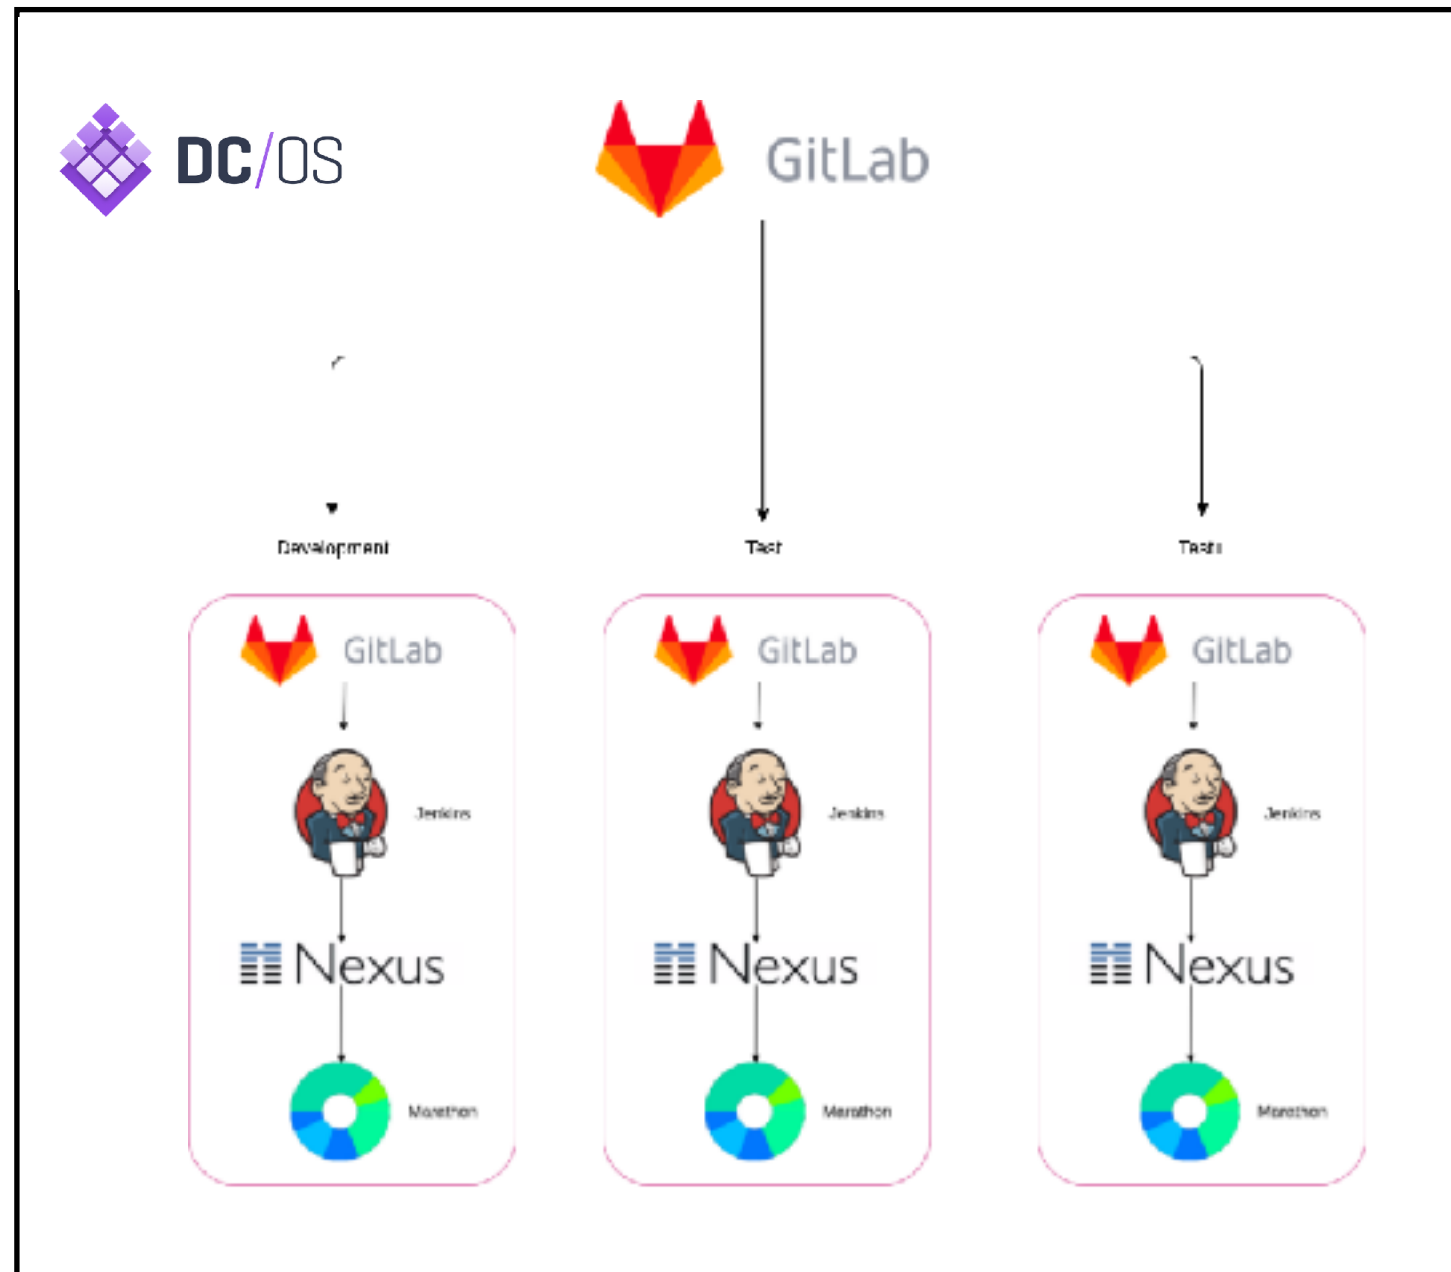 DC/OS
GitLab
Development
Test
GitLab
GitLab
GitLab
Jenkins
Jenkins
Jenkins
Nexus
Nexus
Nexus
Marathon
Marathon
Marathon